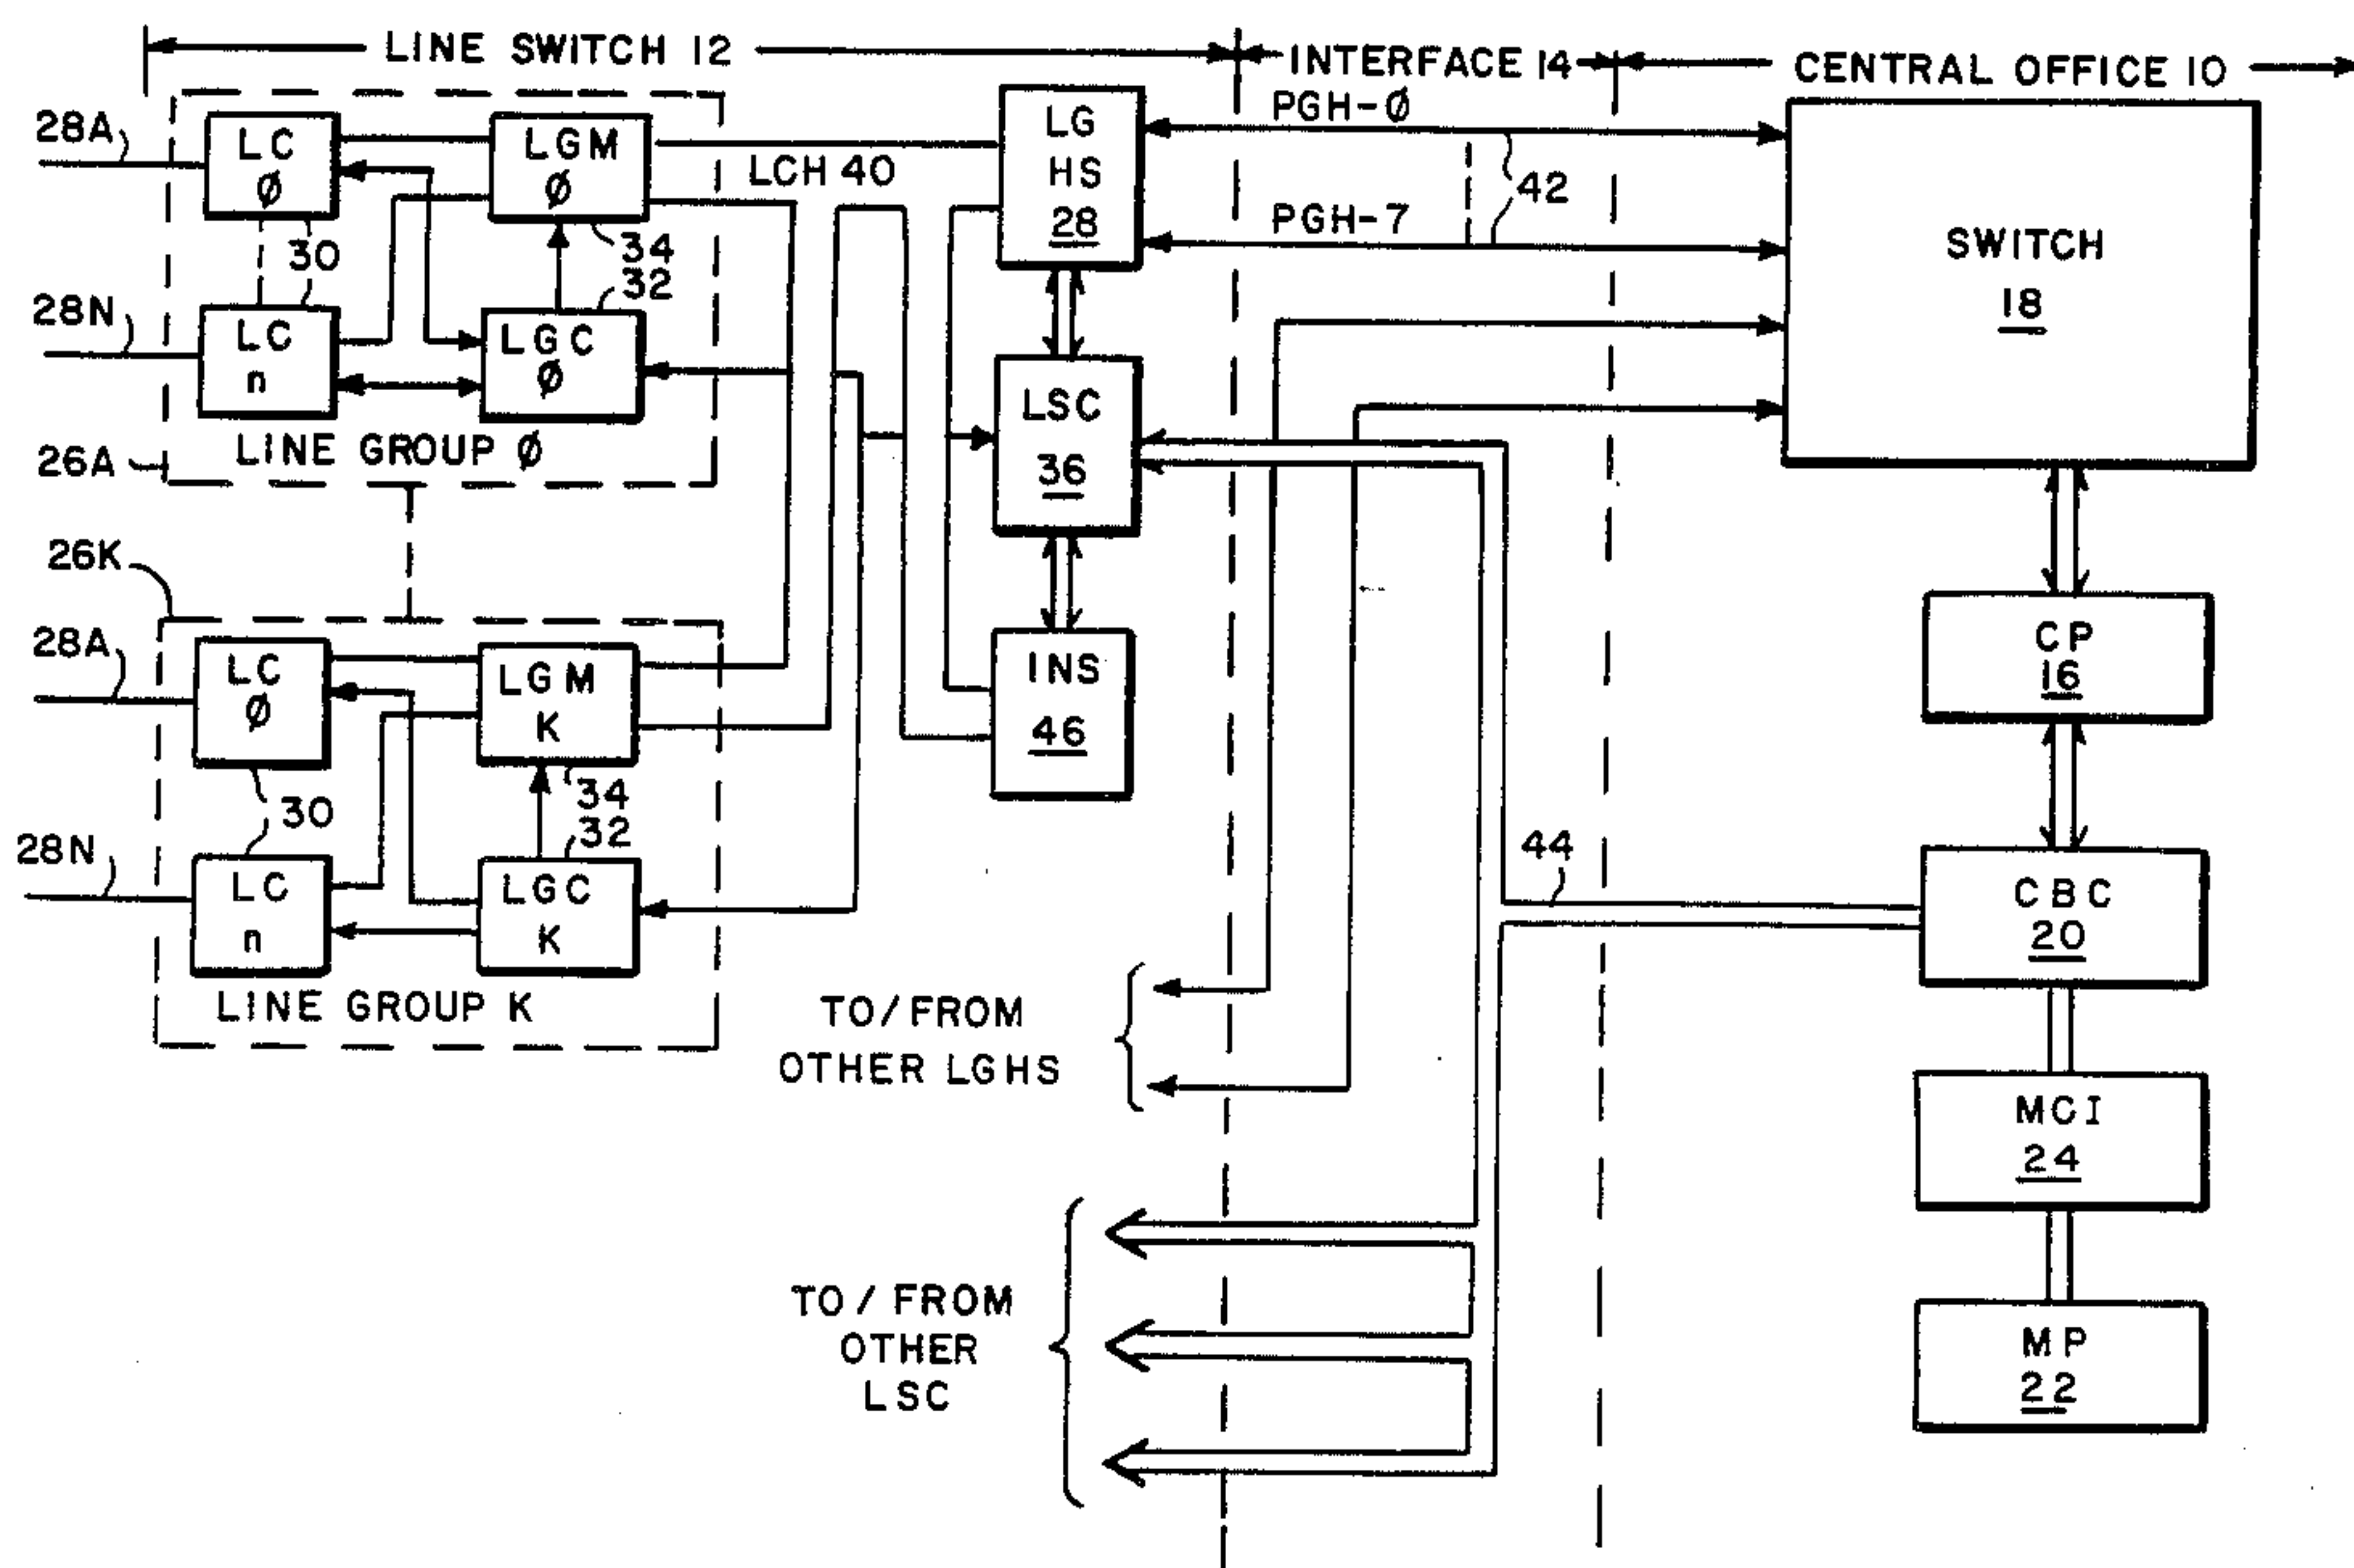 LINE SWITCH 12
INTERFACE 14
CENTRAL OFFICE 10
28A
LC
Ø
LGM
Ø
LCH 40
LG
HS
28
PGH-Ø
42
PGH-7
SWITCH
18
30
34
32
28N
LC
n
LGC
Ø
LINE GROUP Ø
26A
LSC
36
26K
28A
LC
Ø
LGM
K
INS
46
CP
16
30
34
32
28N
LC
n
LGC
K
LINE GROUP K
44
CBC
20
TO/FROM
OTHER LGHS
MCI
24
TO/FROM
OTHER
LSC
MP
22